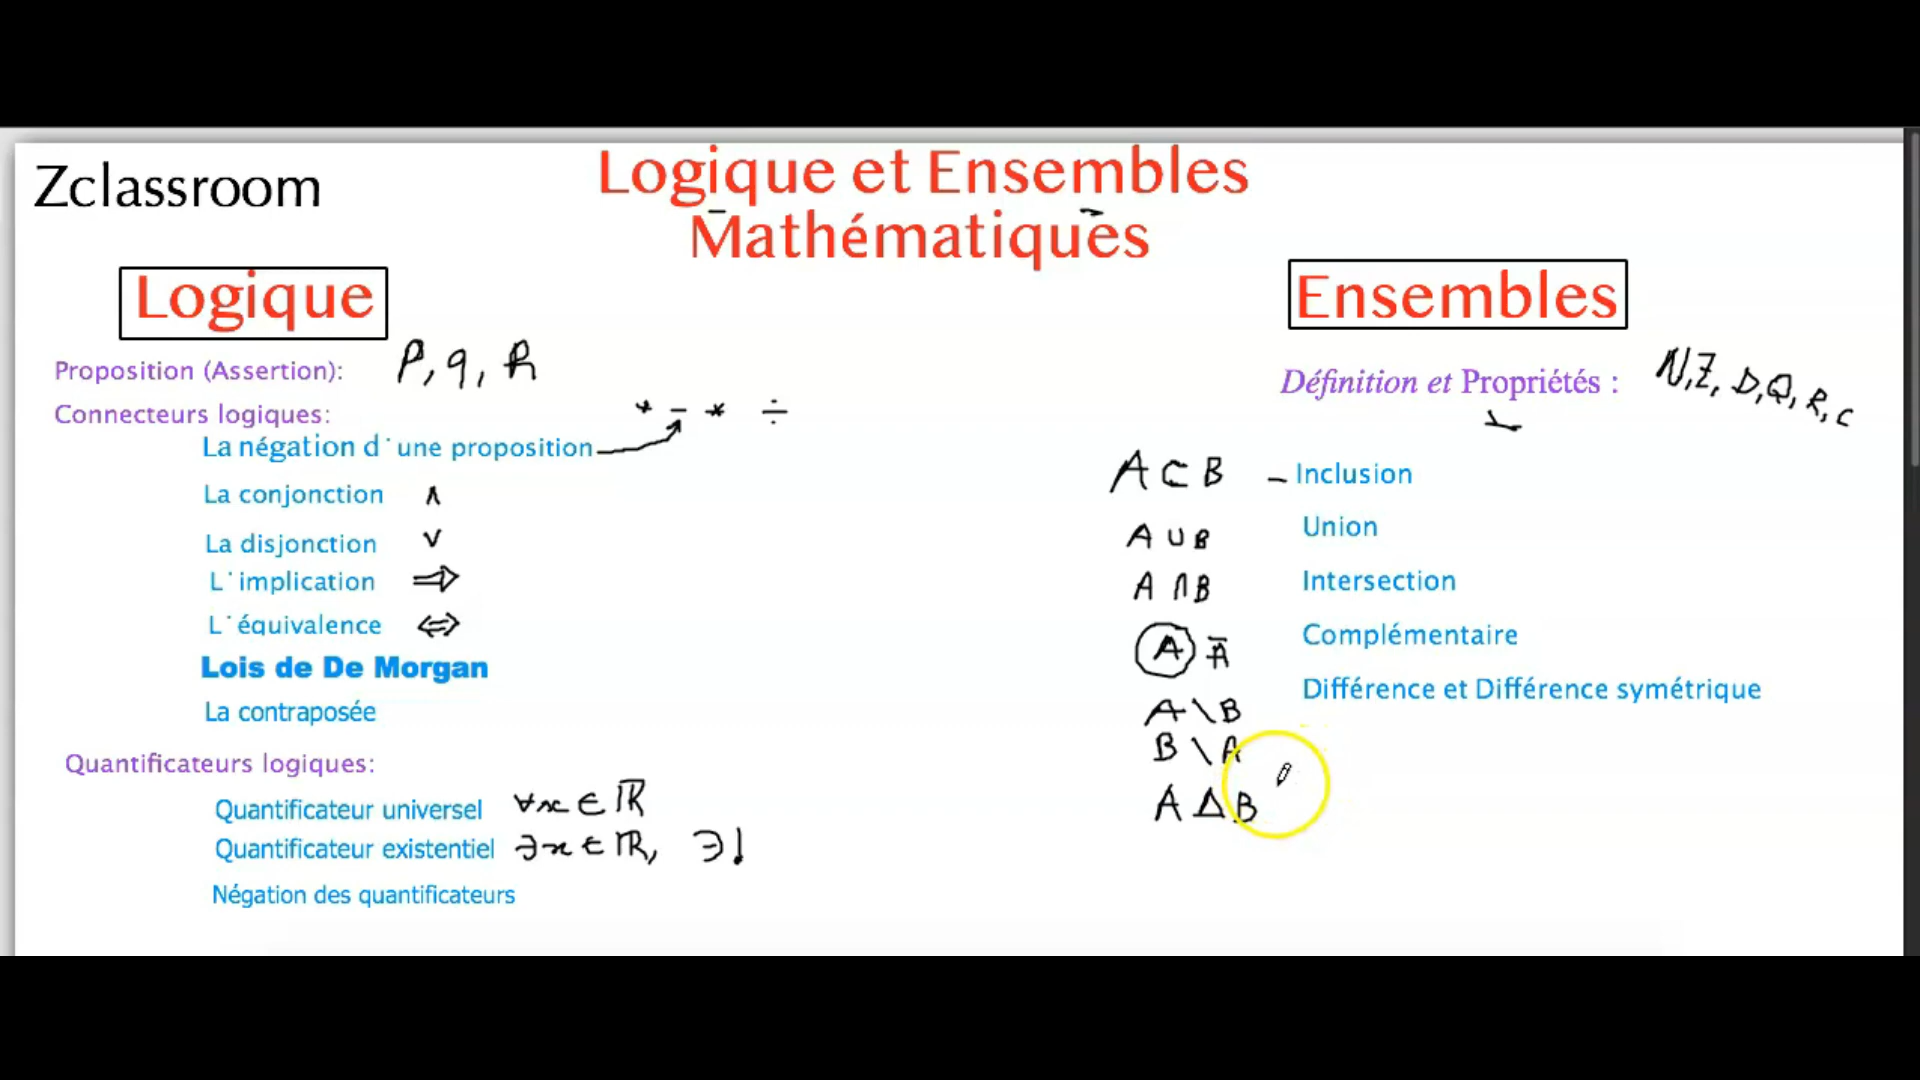 Zclassroom
Logique et Ensembles
Mathématiques
Logique
Proposition (Assertion): P, q, R
Connecteurs logiques: + - * ÷
La négation d'une proposition
La conjonction ∧
La disjonction ∨
L'implication ⇒
L'équivalence ⇔
Lois de De Morgan
La contraposée
Quantificateurs logiques:
Quantificateur universel ∀x ∈ ℝ
Quantificateur existentiel ∃x ∈ ℝ, ∃!
Négation des quantificateurs
Ensembles
Définition et Propriétés : N, Z, D, Q, R, C
A ⊂ B - Inclusion
A ∪ B Union
A ∩ B Intersection
A Ā Complémentaire
Différence et Différence symétrique
A \ B
B \ A
A Δ B